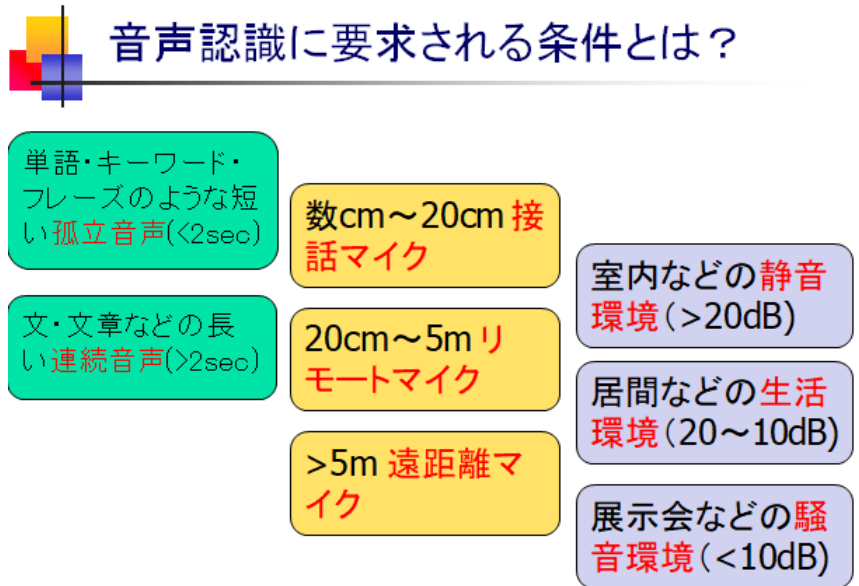 音声認識に要求される条件とは？
単語・キーワード・
フレーズのような短
い孤立音声(<2sec)
文・文章などの長
い連続音声(>2sec)
数cm～20cm 接
話マイク
20cm～5m リ
モートマイク
>5m 遠距離マ
イク
室内などの静音
環境（>20dB)
居間などの生活
環境（20～10dB)
展示会などの騒
音環境（<10dB)